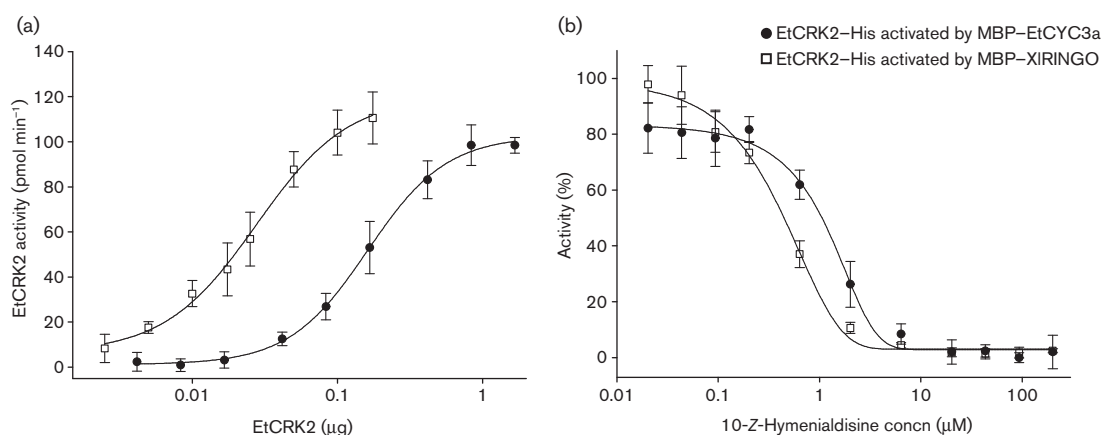 (a)
140
120
100
80
60
40
20
0
EtCRK2 activity (pmol min⁻¹)
0.01
0.1
1
EtCRK2 (µg)
(b)
EtCRK2–His activated by MBP–EtCYC3a
EtCRK2–His activated by MBP–XlRINGO
100
80
60
40
20
0
Activity (%)
0.01
0.1
1
10
100
10-Z-Hymenialdisine concn (µM)